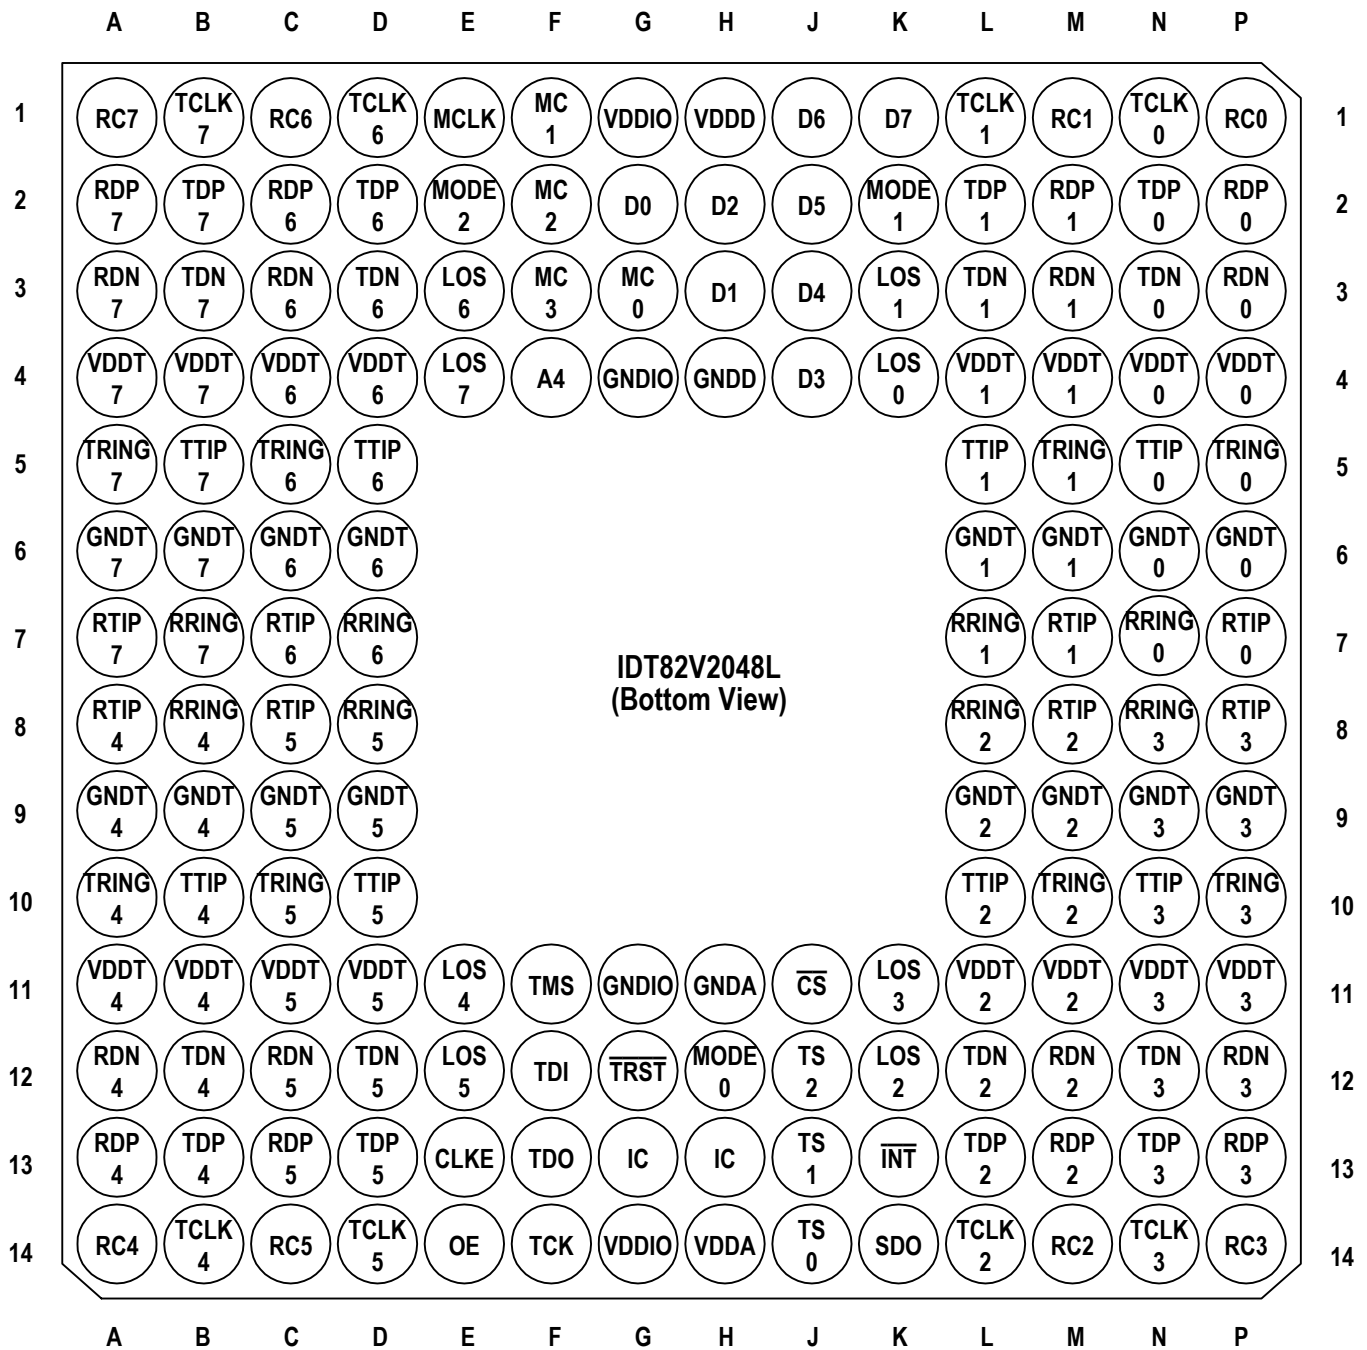 A B C D E F G H J K L M N P
1 RC7 TCLK 7 RC6 TCLK 6 MCLK MC 1 VDDIO VDDD D6 D7 TCLK 1 RC1 TCLK 0 RC0 1
2 RDP 7 TDP 7 RDP 6 TDP 6 MODE 2 MC 2 D0 D2 D5 MODE 1 TDP 1 RDP 1 TDP 0 RDP 0 2
3 RDN 7 TDN 7 RDN 6 TDN 6 LOS 6 MC 3 MC 0 D1 D4 LOS 1 TDN 1 RDN 1 TDN 0 RDN 0 3
4 VDDT 7 VDDT 7 VDDT 6 VDDT 6 LOS 7 A4 GNDIO GNDD D3 LOS 0 VDDT 1 VDDT 1 VDDT 0 VDDT 0 4
5 TRING 7 TTIP 7 TRING 6 TTIP 6 TTIP 1 TRING 1 TTIP 0 TRING 0 5
6 GNDT 7 GNDT 7 GNDT 6 GNDT 6 GNDT 1 GNDT 1 GNDT 0 GNDT 0 6
7 RTIP 7 RRING 7 RTIP 6 RRING 6 RRING 1 RTIP 1 RRING 0 RTIP 0 7
IDT82V2048L
(Bottom View)
8 RTIP 4 RRING 4 RTIP 5 RRING 5 RRING 2 RTIP 2 RRING 3 RTIP 3 8
9 GNDT 4 GNDT 4 GNDT 5 GNDT 5 GNDT 2 GNDT 2 GNDT 3 GNDT 3 9
10 TRING 4 TTIP 4 TRING 5 TTIP 5 TTIP 2 TRING 2 TTIP 3 TRING 3 10
11 VDDT 4 VDDT 4 VDDT 5 VDDT 5 LOS 4 TMS GNDIO GNDA CS LOS 3 VDDT 2 VDDT 2 VDDT 3 VDDT 3 11
12 RDN 4 TDN 4 RDN 5 TDN 5 LOS 5 TDI TRST MODE 0 TS 2 LOS 2 TDN 2 RDN 2 TDN 3 RDN 3 12
13 RDP 4 TDP 4 RDP 5 TDP 5 CLKE TDO IC IC TS 1 INT TDP 2 RDP 2 TDP 3 RDP 3 13
14 RC4 TCLK 4 RC5 TCLK 5 OE TCK VDDIO VDDA TS 0 SDO TCLK 2 RC2 TCLK 3 RC3 14
A B C D E F G H J K L M N P